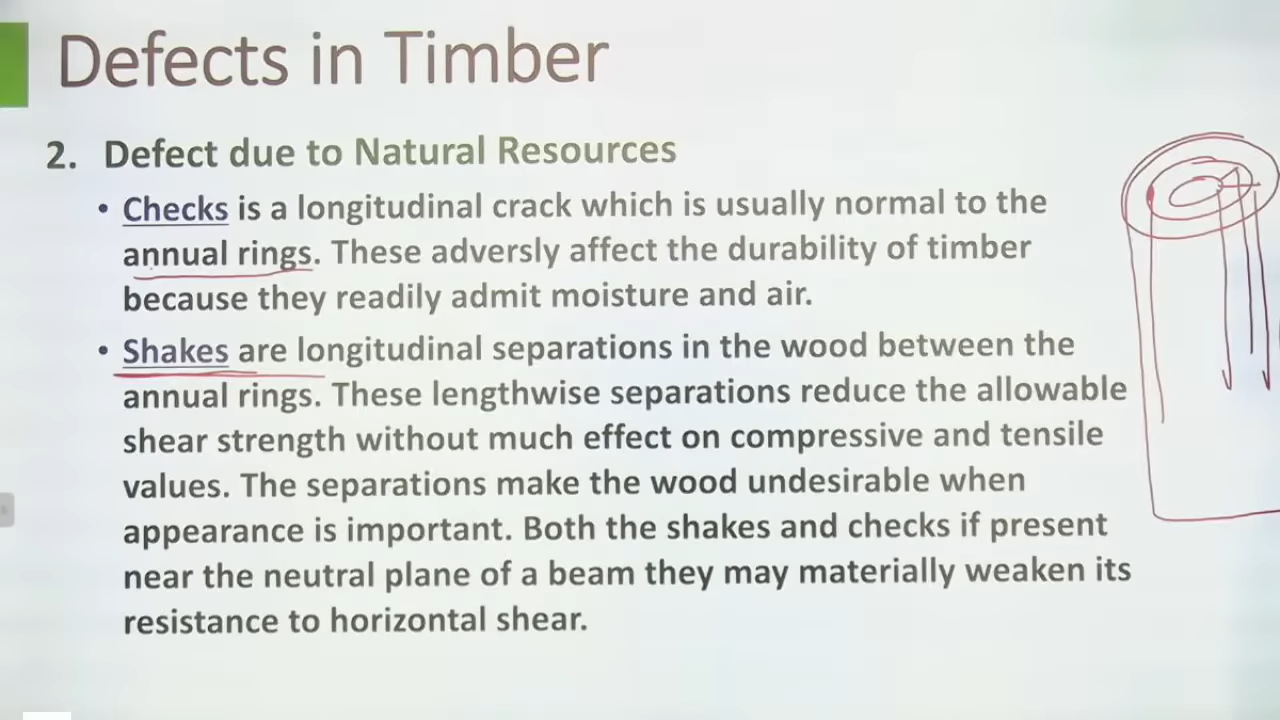 Defects in Timber
2. Defect due to Natural Resources
• Checks is a longitudinal crack which is usually normal to the
annual rings. These adversly affect the durability of timber
because they readily admit moisture and air.
• Shakes are longitudinal separations in the wood between the
annual rings. These lengthwise separations reduce the allowable
shear strength without much effect on compressive and tensile
values. The separations make the wood undesirable when
appearance is important. Both the shakes and checks if present
near the neutral plane of a beam they may materially weaken its
resistance to horizontal shear.